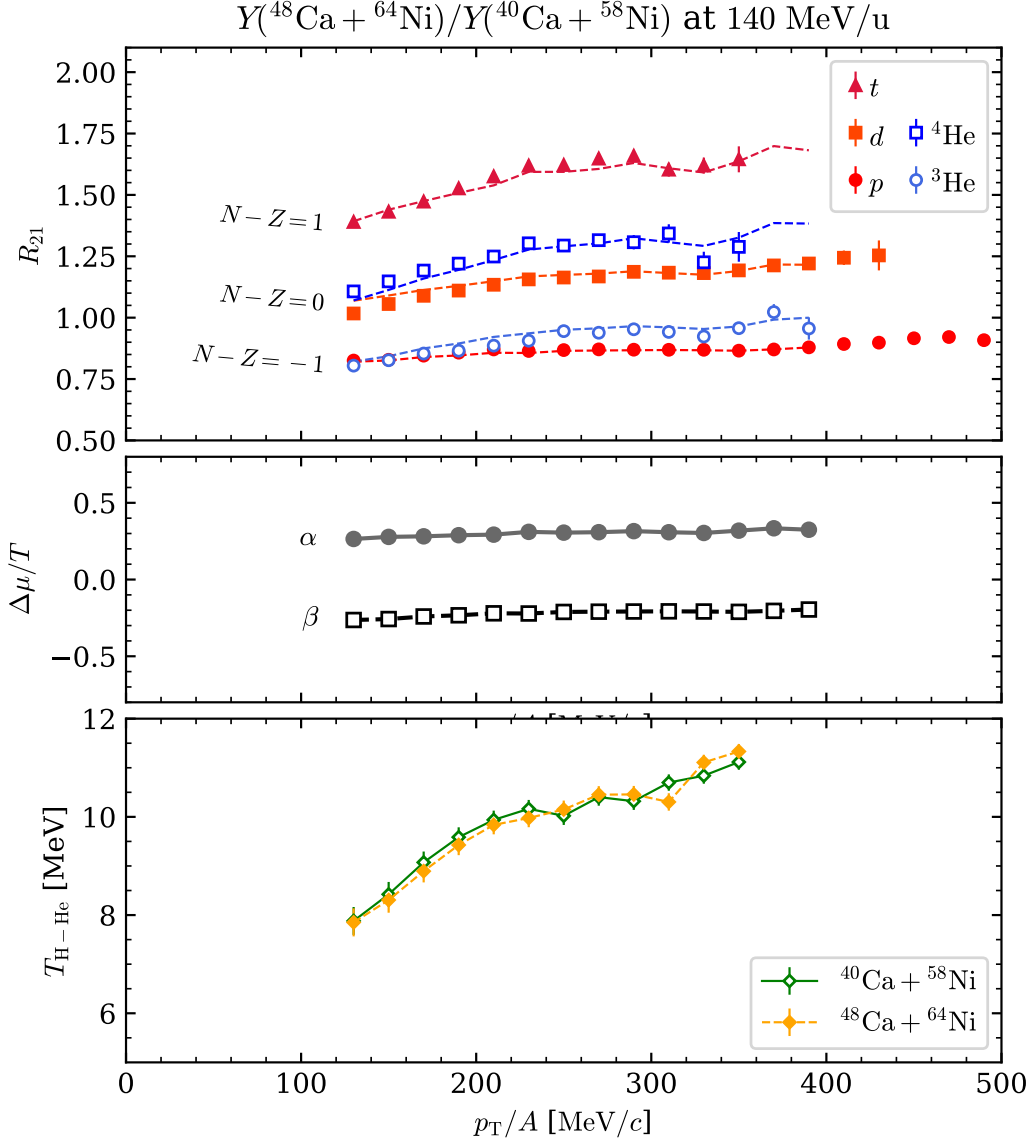 Y(⁴⁸Ca + ⁶⁴Ni)/Y(⁴⁰Ca + ⁵⁸Ni) at 140 MeV/u
2.00
1.75
1.50
1.25
1.00
0.75
0.50
R₂₁
t
d ⁴He
p ³He
N − Z = 1
N − Z = 0
N − Z = −1
0.5
0.0
−0.5
Δμ/T
α
β
12
10
8
6
T_H−He [MeV]
⁴⁰Ca + ⁵⁸Ni
⁴⁸Ca + ⁶⁴Ni
0 100 200 300 400 500
p_T/A [MeV/c]